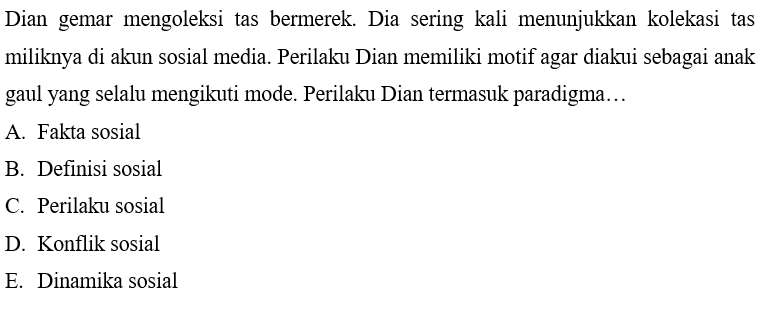 Dian gemar mengoleksi tas bermerek. Dia sering kali menunjukkan kolekasi tas
miliknya di akun sosial media. Perilaku Dian memiliki motif agar diakui sebagai anak
gaul yang selalu mengikuti mode. Perilaku Dian termasuk paradigma…
A. Fakta sosial
B. Definisi sosial
C. Perilaku sosial
D. Konflik sosial
E. Dinamika sosial